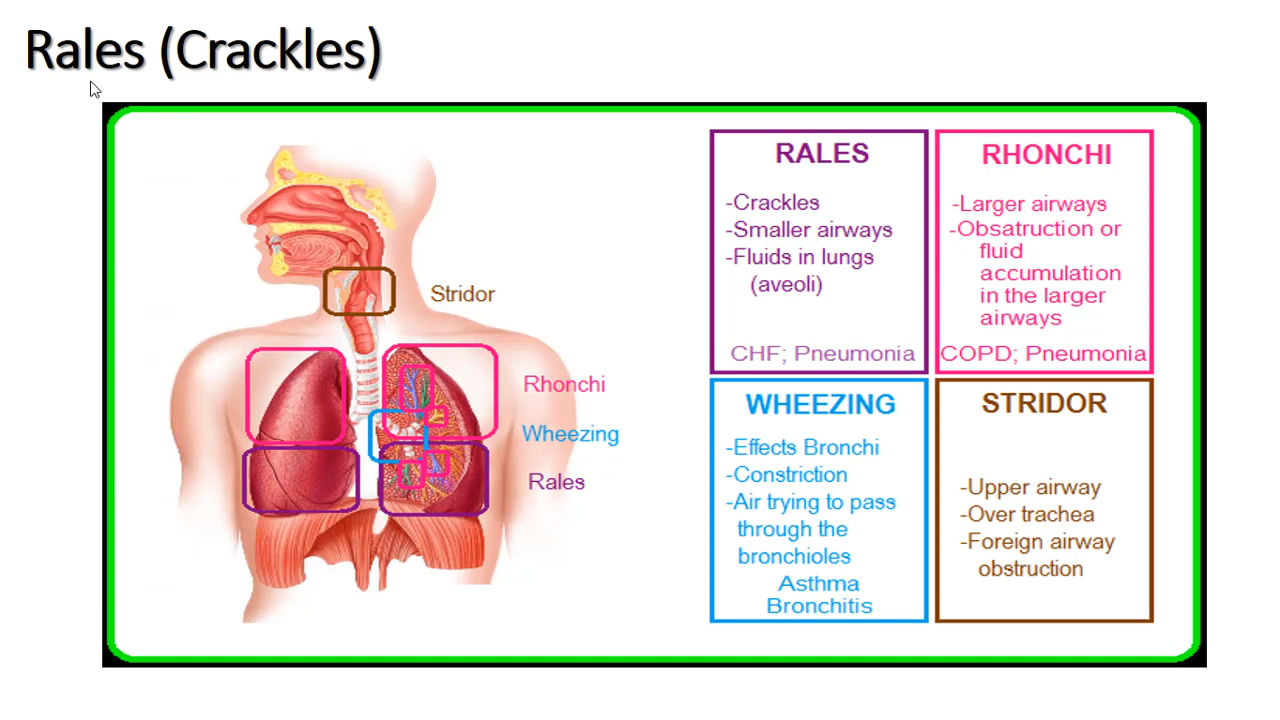 Rales (Crackles)
Stridor
Rhonchi
Wheezing
Rales
RALES
-Crackles
-Smaller airways
-Fluids in lungs
(aveoli)
CHF; Pneumonia
RHONCHI
-Larger airways
-Obsatruction or
fluid
accumulation
in the larger
airways
COPD; Pneumonia
WHEEZING
-Effects Bronchi
-Constriction
-Air trying to pass
through the
bronchioles
Asthma
Bronchitis
STRIDOR
-Upper airway
-Over trachea
-Foreign airway
obstruction